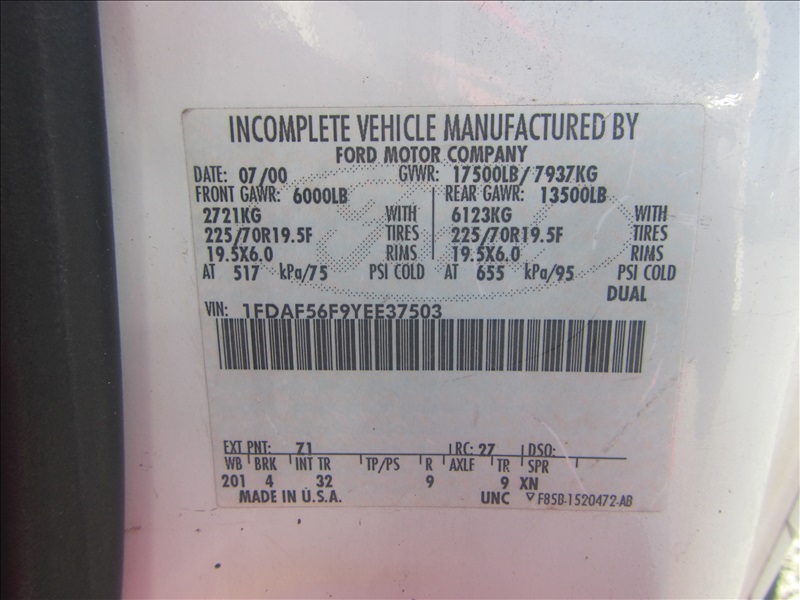 INCOMPLETE VEHICLE MANUFACTURED BY
FORD MOTOR COMPANY
DATE: 07/00 GVWR: 17500LB/7937KG
FRONT GAWR: 6000LB REAR GAWR: 13500LB
2721KG WITH 6123KG WITH
225/70R19.5F TIRES 225/70R19.5F TIRES
19.5X6.0 RIMS 19.5X6.0 RIMS
AT 517 kPa/75 PSI COLD AT 655 kPa/95 PSI COLD
DUAL
VIN: 1FDAF56F9YEE37503
EXT PNT: 71 RC: 27 DSO:
WB BRK INT TR TP/PS R AXLE TR SPR
201 4 32 9 9 XN
MADE IN U.S.A. UNC F85B-1520472-AB